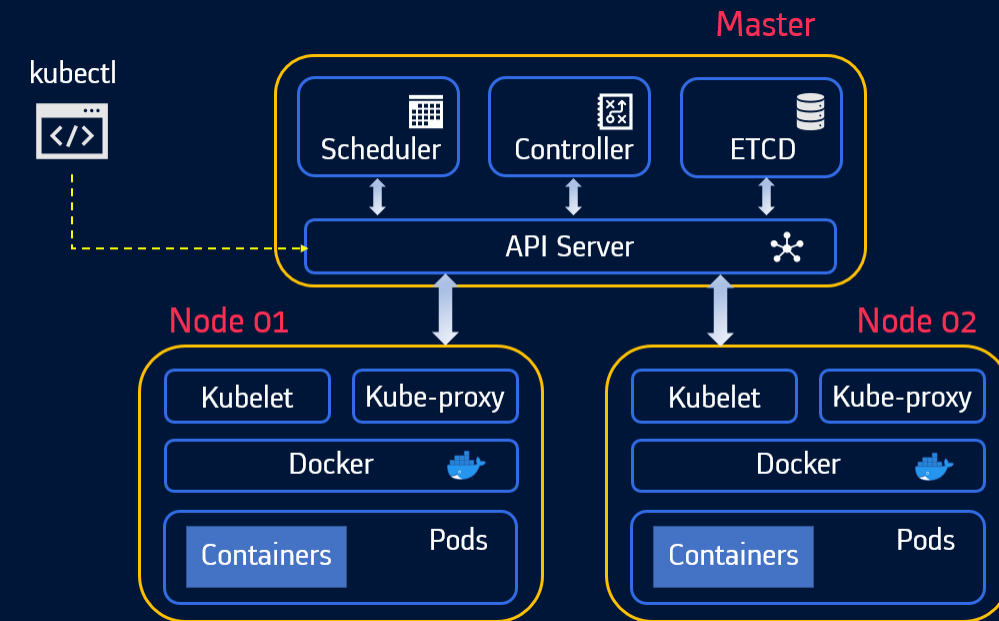 Master
kubectl
</>
Scheduler
Controller
ETCD
API Server
Node 01
Node 02
Kubelet
Kube-proxy
Kubelet
Kube-proxy
Docker
Docker
Containers
Pods
Containers
Pods